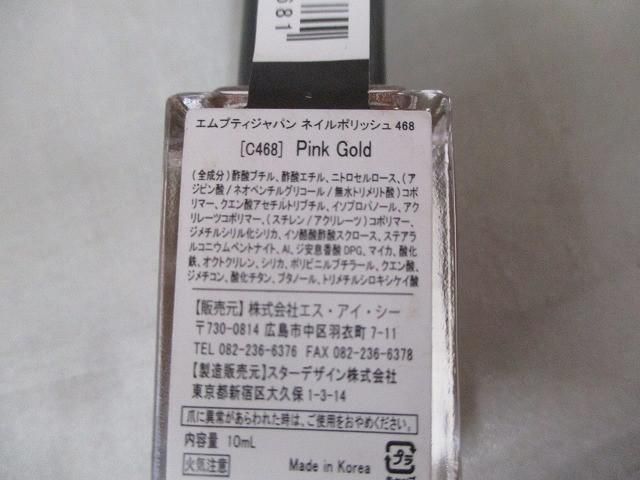 681
エムプティジャパン ネイルポリッシュ 468
[C468] Pink Gold
(全成分)酢酸ブチル、酢酸エチル、ニトロセルロース、(ア
ジピン酸/ネオペンチルグリコール/無水トリメリト酸)コポ
リマー、クエン酸アセチルトリブチル、イソプロパノール、アク
リレーツコポリマー、(スチレン/アクリレーツ)コポリマー、
ジメチルシリル化シリカ、イソ酪酸酢酸スクロース、ステアラ
ルコニウムベントナイト、Al、ジ安息香酸DPG、マイカ、酸化
鉄、オクトクリレン、シリカ、ポリビニルブチラール、クエン酸、
ジメチコン、酸化チタン、ブタノール、トリメチルシロキシケイ酸
【販売元】株式会社エス・アイ・シー
〒730-0814 広島市中区羽衣町 7-11
TEL 082-236-6376 FAX 082-236-6378
【製造販売元】スターデザイン株式会社
東京都新宿区大久保 1-3-14
爪に異常があらわれた時は、ご使用をおやめください。
内容量 10mL
火気注意 Made in Korea プラ